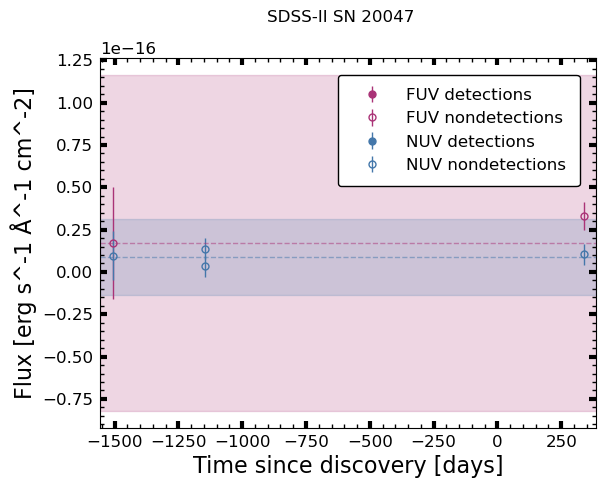 SDSS-II SN 20047
1e−16
1.25
1.00
0.75
0.50
0.25
0.00
−0.25
−0.50
−0.75
Flux [erg s^-1 Å^-1 cm^-2]
FUV detections
FUV nondetections
NUV detections
NUV nondetections
−1500 −1250 −1000 −750 −500 −250 0 250
Time since discovery [days]